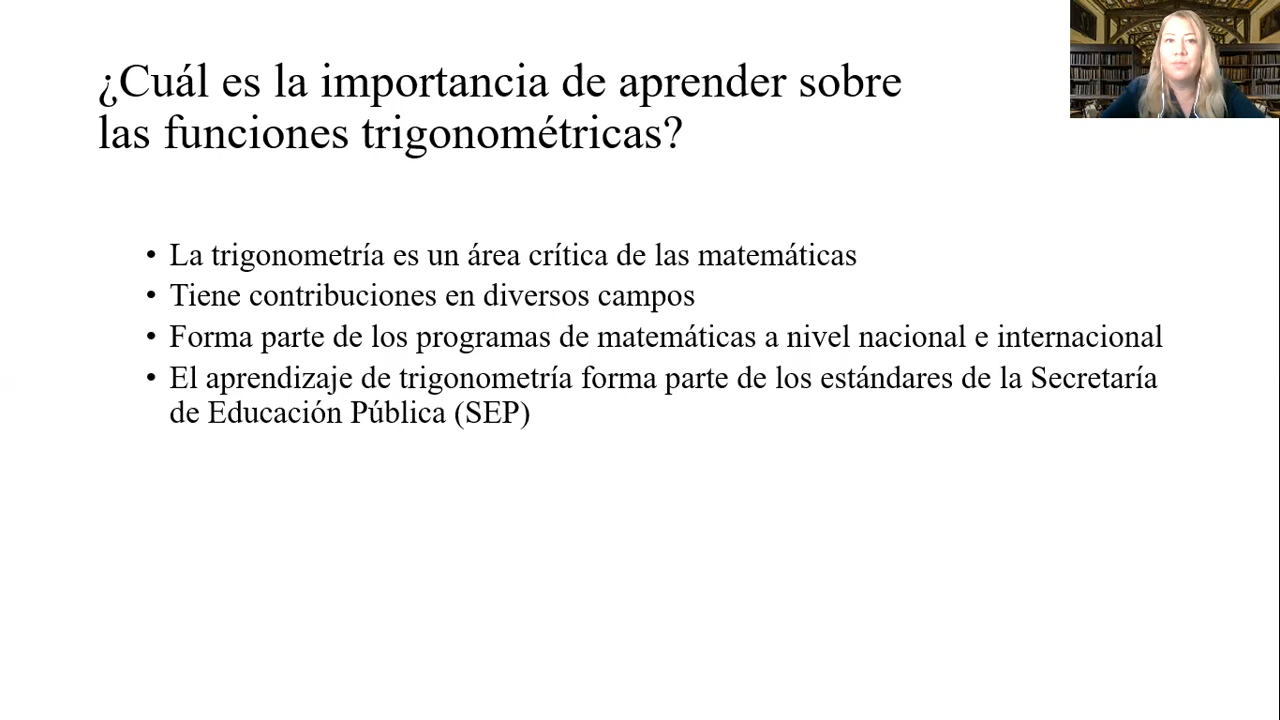 ¿Cuál es la importancia de aprender sobre
las funciones trigonométricas?
• La trigonometría es un área crítica de las matemáticas
• Tiene contribuciones en diversos campos
• Forma parte de los programas de matemáticas a nivel nacional e internacional
• El aprendizaje de trigonometría forma parte de los estándares de la Secretaría
de Educación Pública (SEP)